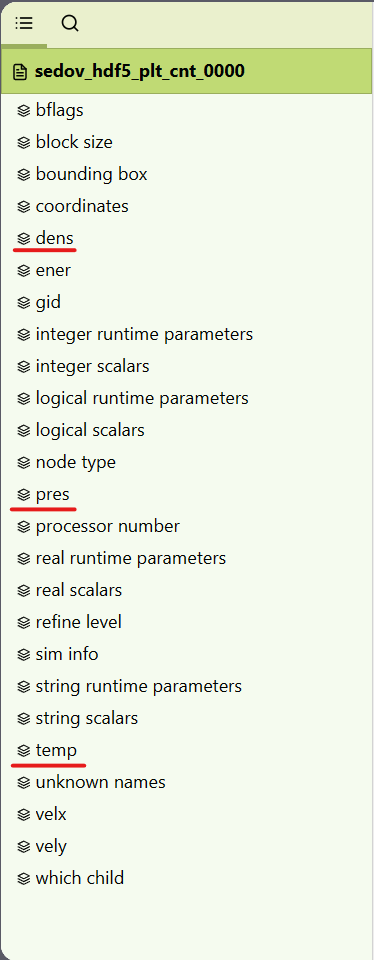 sedov_hdf5_plt_cnt_0000
bflags
block size
bounding box
coordinates
dens
ener
gid
integer runtime parameters
integer scalars
logical runtime parameters
logical scalars
node type
pres
processor number
real runtime parameters
real scalars
refine level
sim info
string runtime parameters
string scalars
temp
unknown names
velx
vely
which child